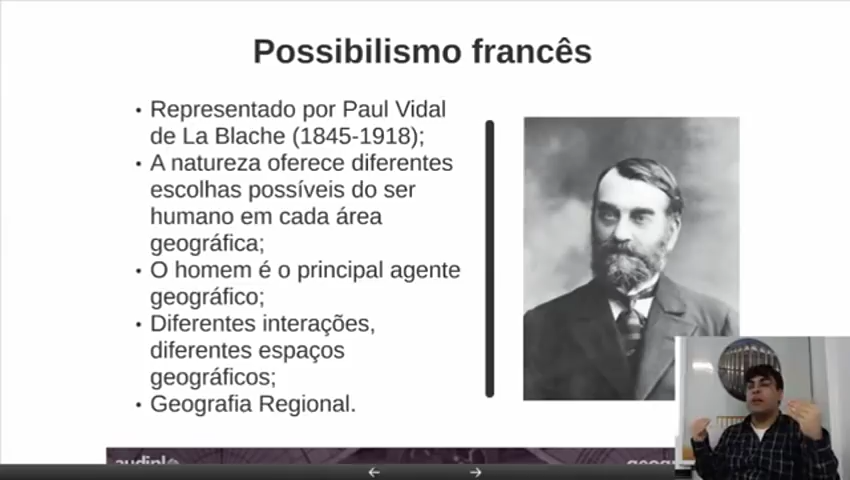 Possibilismo francês
• Representado por Paul Vidal
de La Blache (1845-1918);
• A natureza oferece diferentes
escolhas possíveis do ser
humano em cada área
geográfica;
• O homem é o principal agente
geográfico;
• Diferentes interações,
diferentes espaços
geográficos;
• Geografia Regional.